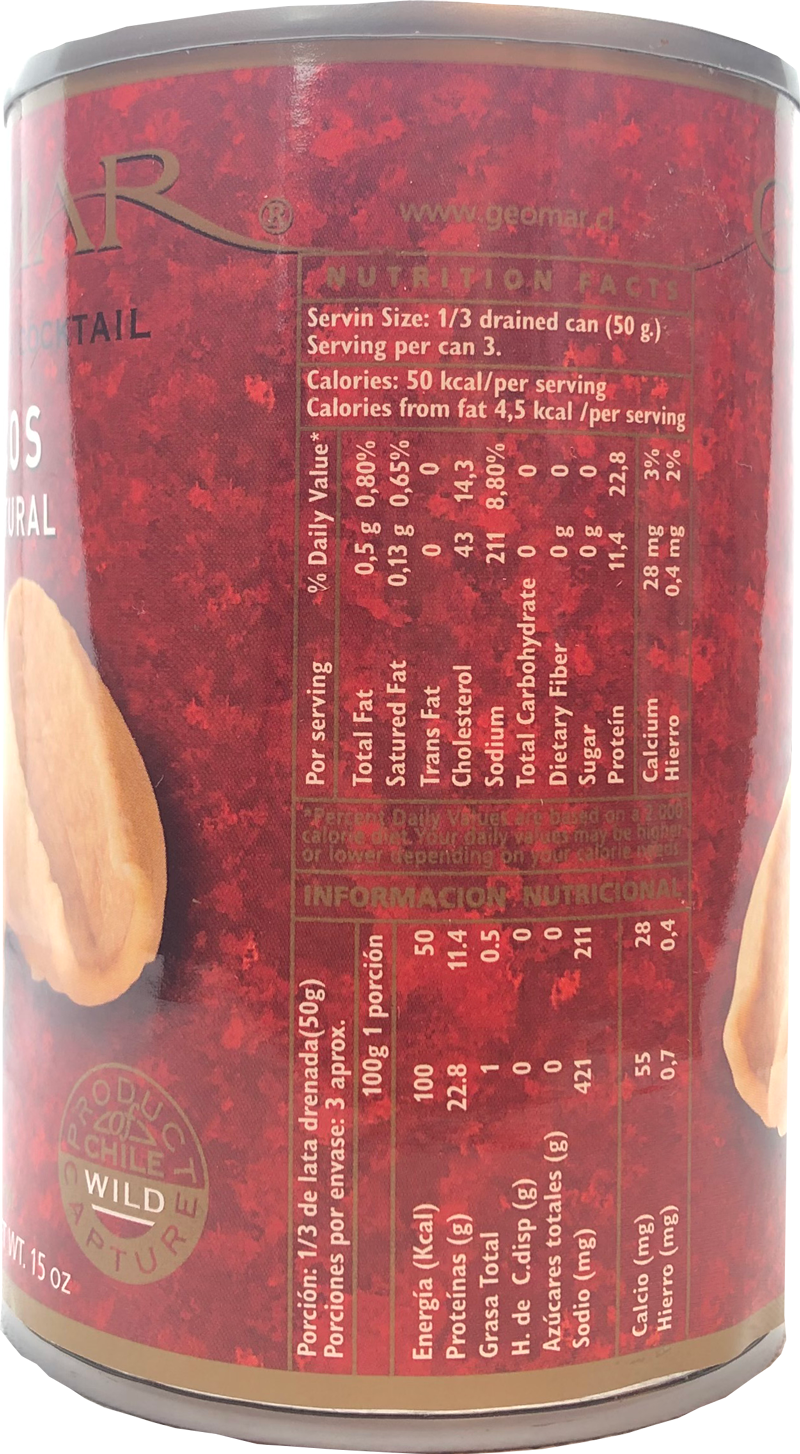 AR®
COCKTAIL
OS
URAL
www.geomar.cl
NUTRITION FACTS
Servin Size: 1/3 drained can (50 g.)
Serving per can 3.
Calories: 50 kcal/per serving
Calories from fat 4,5 kcal /per serving
Por serving % Daily Value*
Total Fat 0,5 g 0,80%
Satured Fat 0,13 g 0,65%
Trans Fat 0 0
Cholesterol 43 14,3
Sodium 211 8,80%
Total Carbohydrate 0 0
Dietary Fiber 0 g 0
Sugar 0 g 0
Proteín 11,4 22,8
Calcium 28 mg 3%
Hierro 0,4 mg 2%
*Percent Daily Values are based on a 2.000
calorie diet. Your daily values may be higher
or lower depending on your calorie needs
INFORMACION NUTRICIONAL
Porción: 1/3 de lata drenada(50g)
Porciones por envase: 3 aprox.
100g 1 porción
Energía (Kcal) 100 50
Proteínas (g) 22.8 11.4
Grasa Total 1 0.5
H. de C.disp (g) 0 0
Azúcares totales (g) 0 0
Sodio (mg) 421 211
Calcio (mg) 55 28
Hierro (mg) 0,7 0,4
PRODUCT
of
CHILE
WILD
CAPTURE
WT. 15 oz